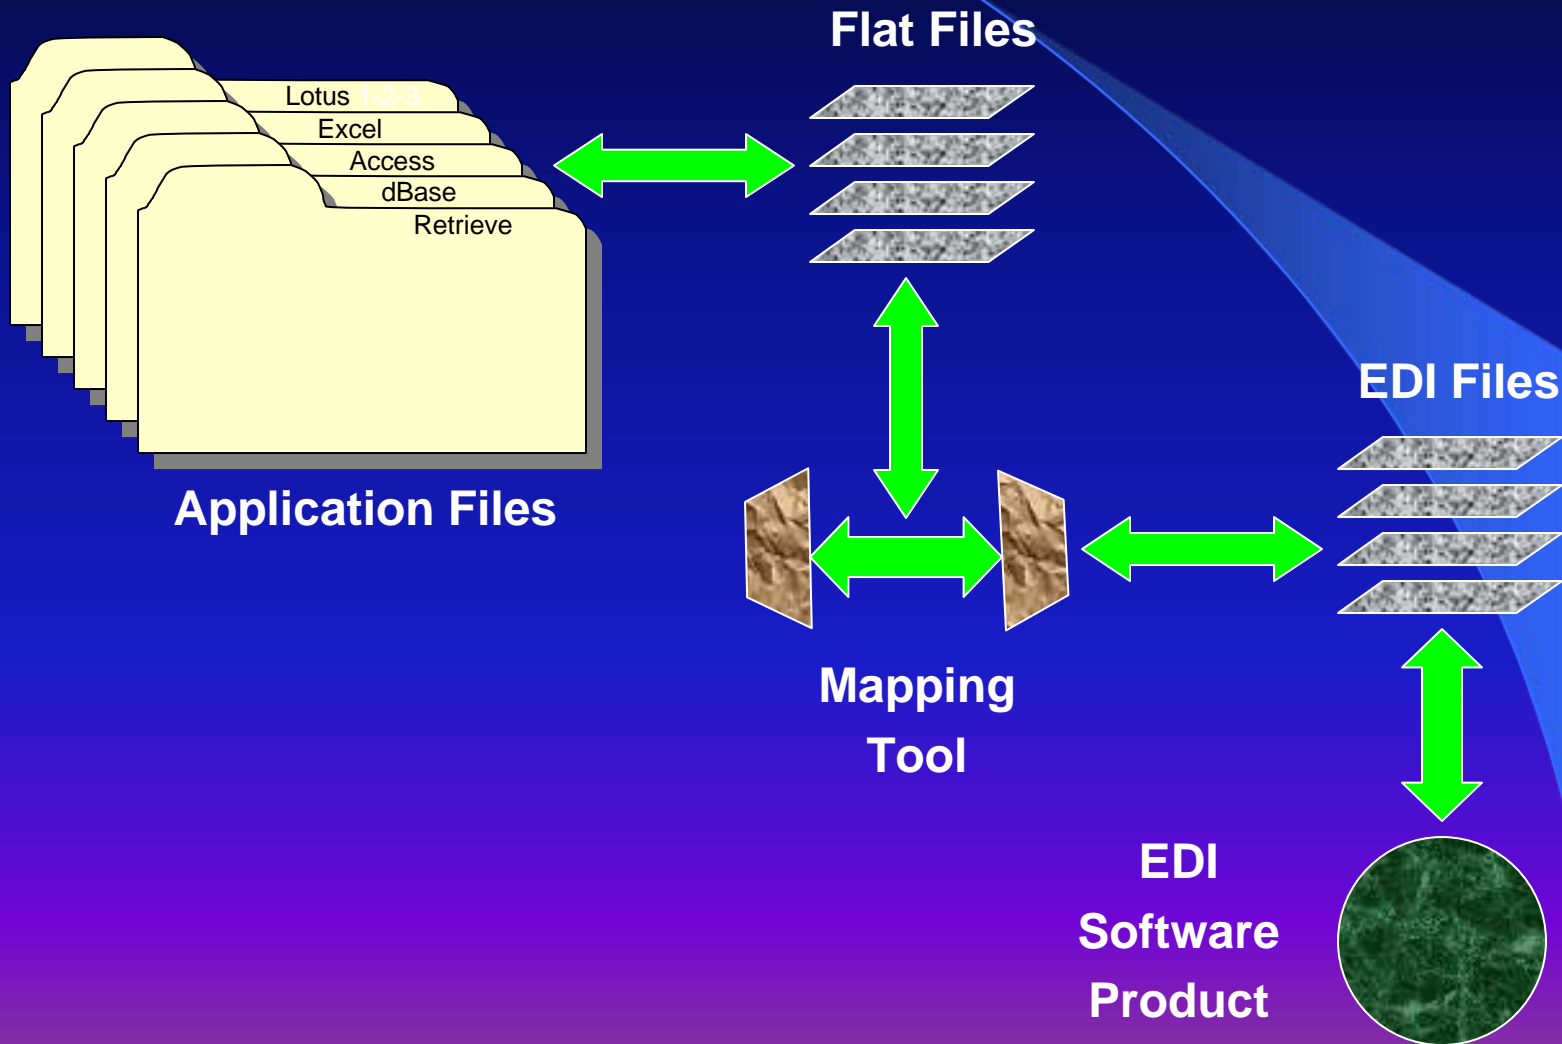 Flat Files
Lotus 1-2-3
Excel
Access
dBase
Retrieve
Application Files
EDI Files
Mapping
Tool
EDI
Software
Product